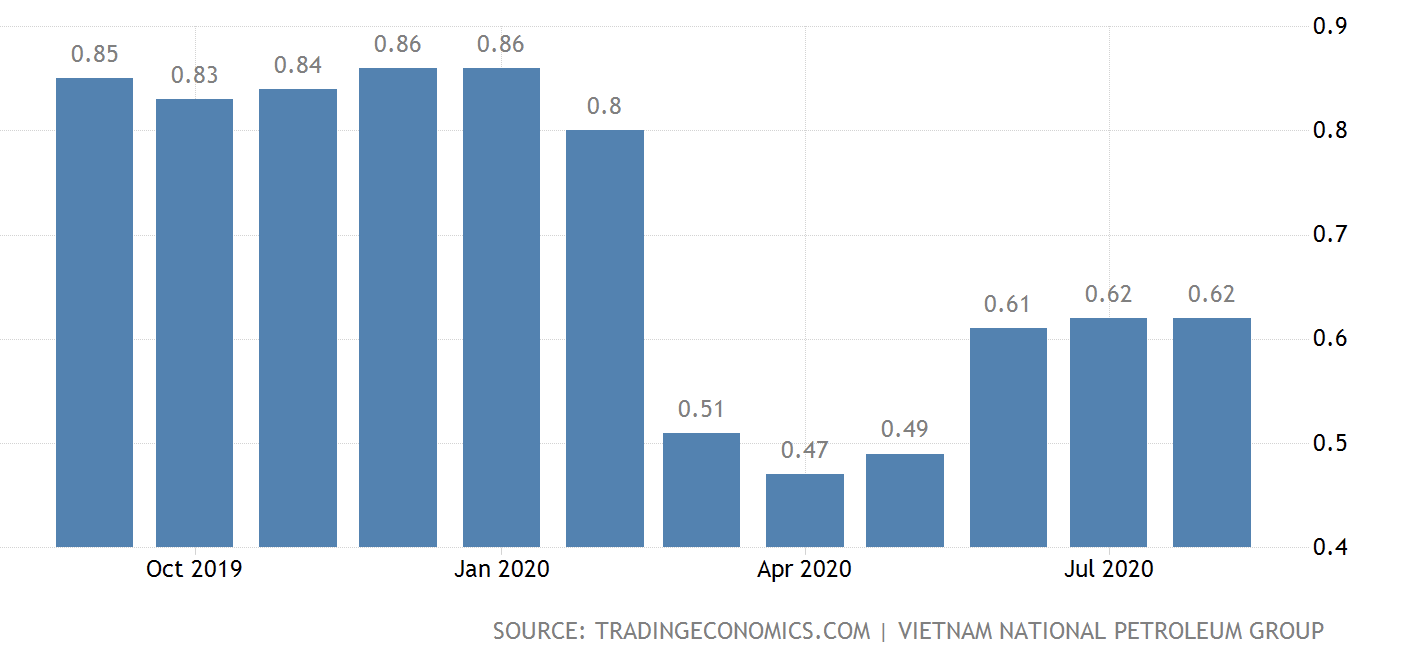 0.9
0.85 0.83 0.84 0.86 0.86 0.8 0.51 0.47 0.49 0.61 0.62 0.62
0.8
0.7
0.6
0.5
0.4
Oct 2019 Jan 2020 Apr 2020 Jul 2020
SOURCE: TRADINGECONOMICS.COM | VIETNAM NATIONAL PETROLEUM GROUP